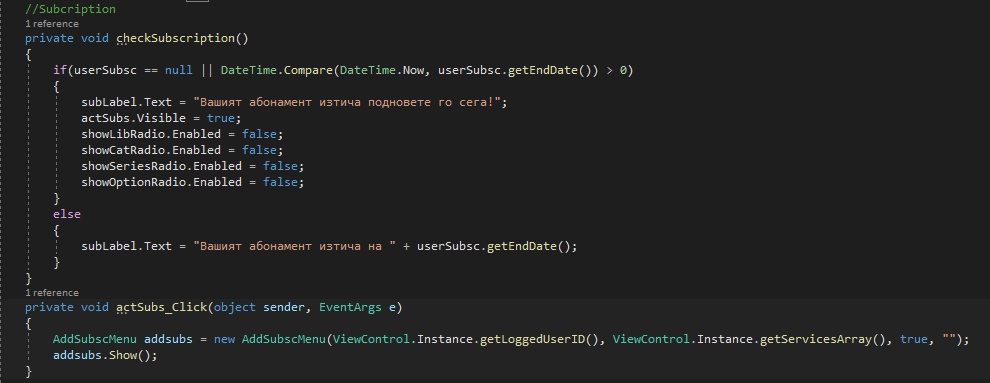 //Subcription
1 reference
private void checkSubscription()
{
if(userSubsc == null || DateTime.Compare(DateTime.Now, userSubsc.getEndDate()) > 0)
{
subLabel.Text = "Вашият абонамент изтича подновете го сега!";
actSubs.Visible = true;
showLibRadio.Enabled = false;
showCatRadio.Enabled = false;
showSeriesRadio.Enabled = false;
showOptionRadio.Enabled = false;
}
else
{
subLabel.Text = "Вашият абонамент изтича на " + userSubsc.getEndDate();
}
}
1 reference
private void actSubs_Click(object sender, EventArgs e)
{
AddSubscMenu addsubs = new AddSubscMenu(ViewControl.Instance.getLoggedUserID(), ViewControl.Instance.getServicesArray(), true, "");
addsubs.Show();
}